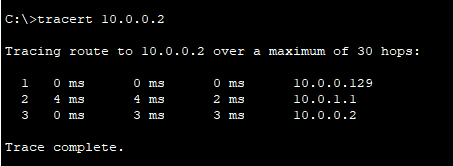 C:\>tracert 10.0.0.2
Tracing route to 10.0.0.2 over a maximum of 30 hops:
1 0 ms 0 ms 0 ms 10.0.0.129
2 4 ms 4 ms 2 ms 10.0.1.1
3 0 ms 3 ms 3 ms 10.0.0.2
Trace complete.